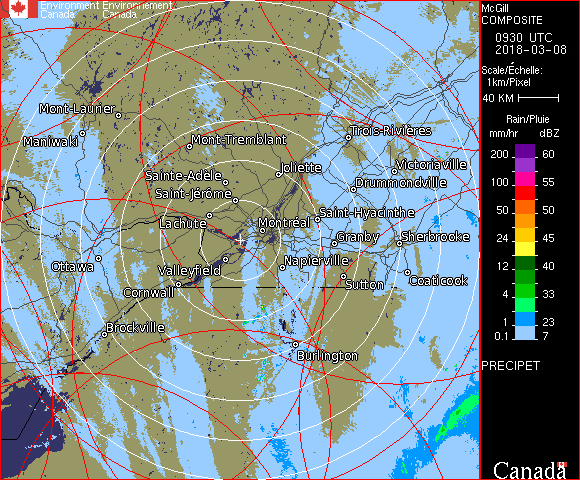 Environment Environnement
Canada Canada
McGill
COMPOSITE
0930 UTC
2018-03-08
Scale/Échelle:
1km/Pixel
40 KM
Rain/Pluie
mm/hr dBZ
200 60
100 55
50 50
24 45
12 40
4 33
1 23
0.1 7
PRECIPET
Mont-Laurier
Maniwaki
Mont-Tremblant
Trois-Rivières
Joliette
Victoriaville
Sainte-Adèle
Drummondville
Saint-Jérôme
Lachute
Saint-Hyacinthe
Montréal
Granby
Sherbrooke
Ottawa
Valleyfield
Napierville
Cornwall
Sutton
Coaticook
Brockville
Burlington
Canada